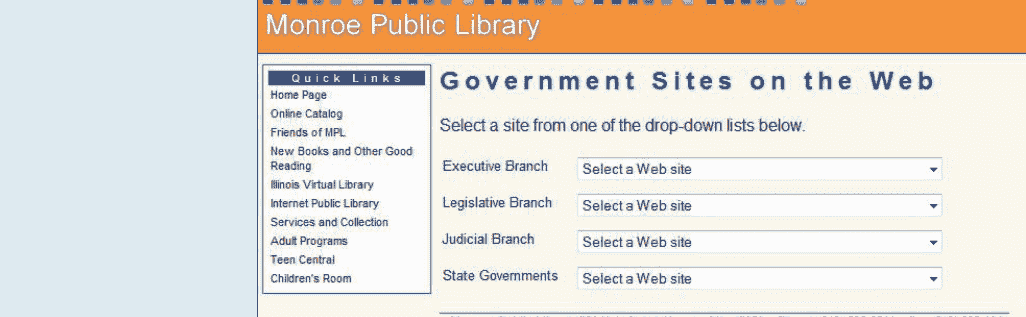 Monroe Public Library
Quick Links
Home Page
Online Catalog
Friends of MPL
New Books and Other Good
Reading
Illinois Virtual Library
Internet Public Library
Services and Collection
Adult Programs
Teen Central
Children's Room
Government Sites on the Web
Select a site from one of the drop-down lists below.
Executive Branch Select a Web site
Legislative Branch Select a Web site
Judicial Branch Select a Web site
State Governments Select a Web site